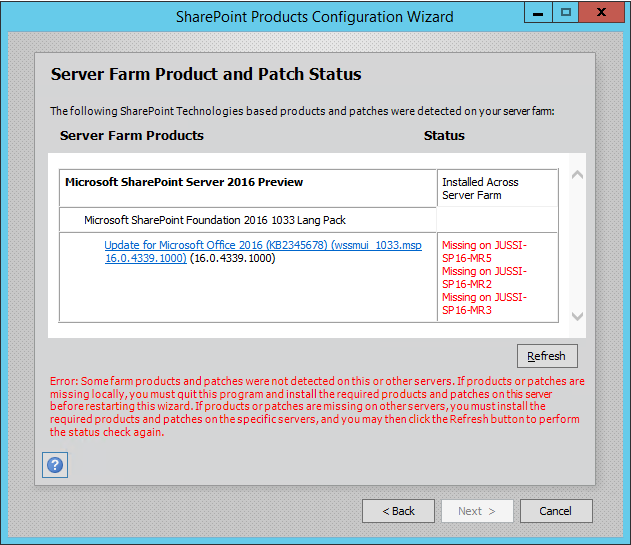 SharePoint Products Configuration Wizard
Server Farm Product and Patch Status
The following SharePoint Technologies based products and patches were detected on your server farm:
Server Farm Products Status
Microsoft SharePoint Server 2016 Preview Installed Across
Server Farm
Microsoft SharePoint Foundation 2016 1033 Lang Pack
Update for Microsoft Office 2016 (KB2345678) (wssmui_1033.msp Missing on JUSSI-
16.0.4339.1000) (16.0.4339.1000) SP16-MR5
Missing on JUSSI-
SP16-MR2
Missing on JUSSI-
SP16-MR3
Refresh
Error: Some farm products and patches were not detected on this or other servers. If products or patches are
missing locally, you must quit this program and install the required products and patches on this server
before restarting this wizard. If products or patches are missing on other servers, you must install the
required products and patches on the specific servers, and you may then click the Refresh button to perform
the status check again.
?
< Back Next > Cancel